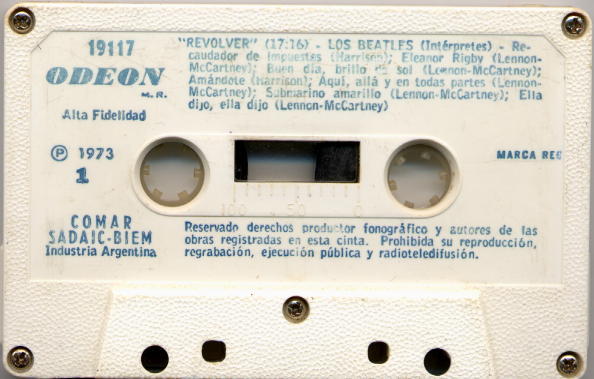 19117
ODEON
M.R.
Alta Fidelidad
"REVOLVER" (17:16) - LOS BEATLES (Intérpretes) - Re-
caudador de impuestos (Harrison); Eleanor Rigby (Lennon-
McCartney); Buen día, brillo de sol (Lennon-McCartney);
Amándote (Harrison); Aquí, allá y en todas partes (Lennon-
McCartney); Submarino amarillo (Lennon-McCartney); Ella
dijo, ella dijo (Lennon-McCartney)
Ⓟ 1973
1
MARCA REG
100 50 0
COMAR
SADAIC-BIEM
Industria Argentina
Reservado derechos productor fonográfico y autores de las
obras registradas en esta cinta. Prohibida su reproducción,
regrabación, ejecución pública y radioteledifusión.